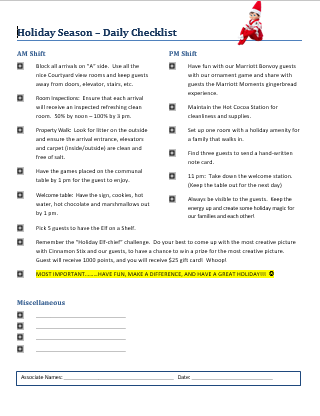 Holiday Season – Daily Checklist
AM Shift
Block all arrivals on "A" side. Use all the
nice Courtyard view rooms and keep guests
away from doors, elevator, stairs, etc.
Room Inspections: Ensure that each arrival
will receive an inspected refreshing clean
room. 50% by noon – 100% by 3 pm.
Property Walk: Look for litter on the outside
and ensure the arrival entrance, elevators
and carpet (inside/outside) are clean and
free of salt.
Have the games placed on the communal
table by 1 pm for the guest to enjoy.
Welcome table: Have the sign, cookies, hot
water, hot chocolate and marshmallows out
by 1 pm.
Pick 5 guests to have the Elf on a Shelf.
PM Shift
Have fun with our Marriott Bonvoy guests
with our ornament game and share with
guests the Marriott Moments gingerbread
experience.
Maintain the Hot Cocoa Station for
cleanliness and supplies.
Set up one room with a holiday amenity for
a family that walks in.
Find three guests to send a hand-written
note card.
11 pm: Take down the welcome station.
(Keep the table out for the next day)
Always be visible to the guests. Keep the
energy up and create some holiday magic for
our families and each other!
Remember the "Holiday Elf-chief" challenge. Do your best to come up with the most creative picture
with Cinnamon Stix and our guests, to have a chance to win a prize for the most creative picture.
Guest will receive 1000 points, and you will receive $25 gift card! Whoop!
MOST IMPORTANT........HAVE FUN, MAKE A DIFFERENCE, AND HAVE A GREAT HOLIDAY!!!
Miscellaneous
Associate Names: Date: